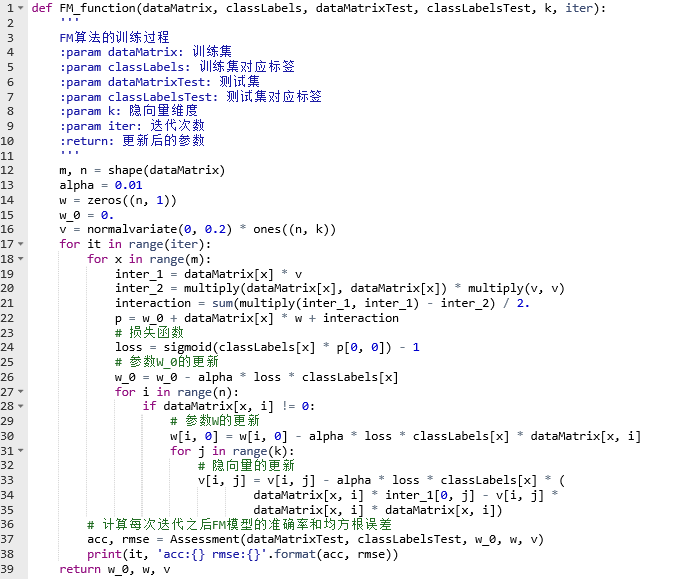 1 def FM_function(dataMatrix, classLabels, dataMatrixTest, classLabelsTest, k, iter):
2     '''
3     FM算法的训练过程
4     :param dataMatrix: 训练集
5     :param classLabels: 训练集对应标签
6     :param dataMatrixTest: 测试集
7     :param classLabelsTest: 测试集对应标签
8     :param k: 隐向量维度
9     :param iter: 迭代次数
10     :return: 更新后的参数
11     '''
12     m, n = shape(dataMatrix)
13     alpha = 0.01
14     w = zeros((n, 1))
15     w_0 = 0.
16     v = normalvariate(0, 0.2) * ones((n, k))
17     for it in range(iter):
18         for x in range(m):
19             inter_1 = dataMatrix[x] * v
20             inter_2 = multiply(dataMatrix[x], dataMatrix[x]) * multiply(v, v)
21             interaction = sum(multiply(inter_1, inter_1) - inter_2) / 2.
22             p = w_0 + dataMatrix[x] * w + interaction
23             # 损失函数
24             loss = sigmoid(classLabels[x] * p[0, 0]) - 1
25             # 参数W_0的更新
26             w_0 = w_0 - alpha * loss * classLabels[x]
27             for i in range(n):
28                 if dataMatrix[x, i] != 0:
29                     # 参数W的更新
30                     w[i, 0] = w[i, 0] - alpha * loss * classLabels[x] * dataMatrix[x, i]
31                     for j in range(k):
32                         # 隐向量的更新
33                         v[i, j] = v[i, j] - alpha * loss * classLabels[x] * (
34                                 dataMatrix[x, i] * inter_1[0, j] - v[i, j] *
35                                 dataMatrix[x, i] * dataMatrix[x, i])
36         # 计算每次迭代之后FM模型的准确率和均方根误差
37         acc, rmse = Assessment(dataMatrixTest, classLabelsTest, w_0, w, v)
38         print(it, 'acc:{} rmse:{}'.format(acc, rmse))
39     return w_0, w, v